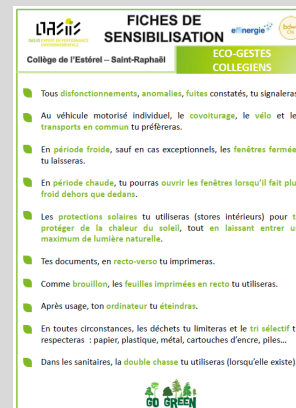 FICHES DE
SENSIBILISATION
effinergie
Collège de l'Estérel – Saint-Raphaël
ECO-GESTES
COLLEGIENS
Tous disfonctionnements, anomalies, fuites constatés, tu signaleras
Au véhicule motorisé individuel, le covoiturage, le vélo et le
transports en commun tu préfèreras.
En période froide, sauf en cas exceptionnels, les fenêtres fermée
tu laisseras.
En période chaude, tu pourras ouvrir les fenêtres lorsqu'il fait plu
froid dehors que dedans.
Les protections solaires tu utiliseras (stores intérieurs) pour t
protéger de la chaleur du soleil, tout en laissant entrer u
maximum de lumière naturelle.
Tes documents, en recto-verso tu imprimeras.
Comme brouillon, les feuilles imprimées en recto tu utiliseras.
Après usage, ton ordinateur tu éteindras.
En toutes circonstances, les déchets tu limiteras et le tri sélectif t
respecteras : papier, plastique, métal, cartouches d'encre, piles...
Dans les sanitaires, la double chasse tu utiliseras (lorsqu'elle existe)
GO GREEN